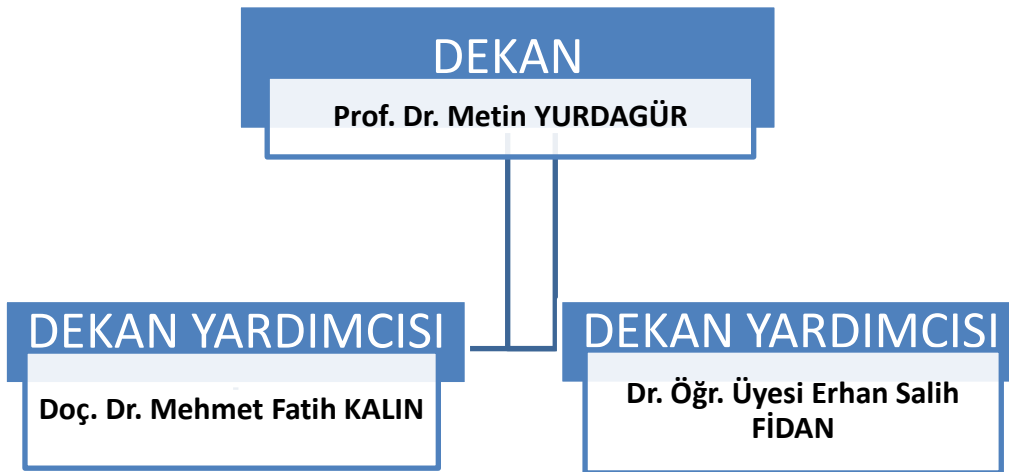 DEKAN
Prof. Dr. Metin YURDAGÜR
DEKAN YARDIMCISI
Doç. Dr. Mehmet Fatih KALIN
DEKAN YARDIMCISI
Dr. Öğr. Üyesi Erhan Salih
FİDAN